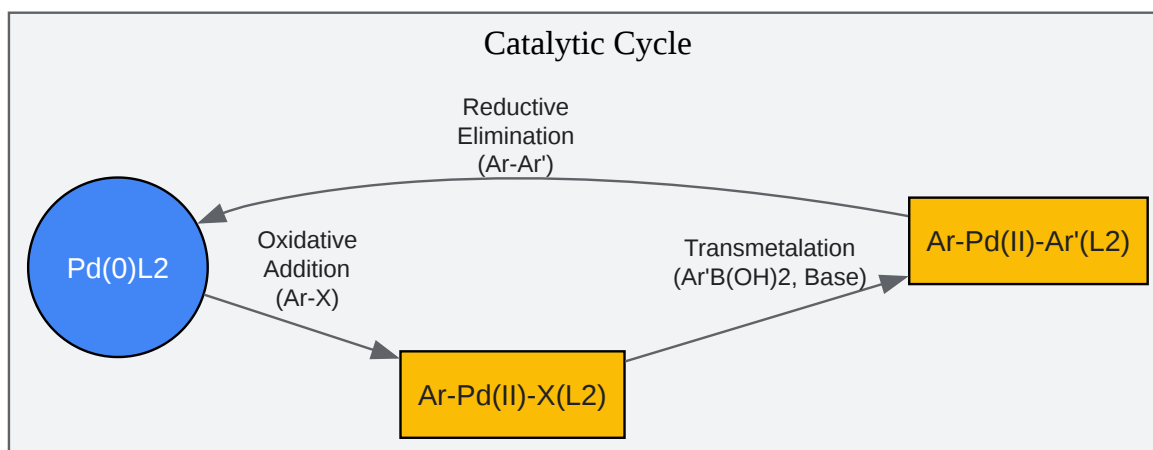 Catalytic Cycle
Reductive
Elimination
(Ar-Ar')
Pd(0)L2
Oxidative
Addition
(Ar-X)
Transmetalation
(Ar'B(OH)2, Base)
Ar-Pd(II)-Ar'(L2)
Ar-Pd(II)-X(L2)